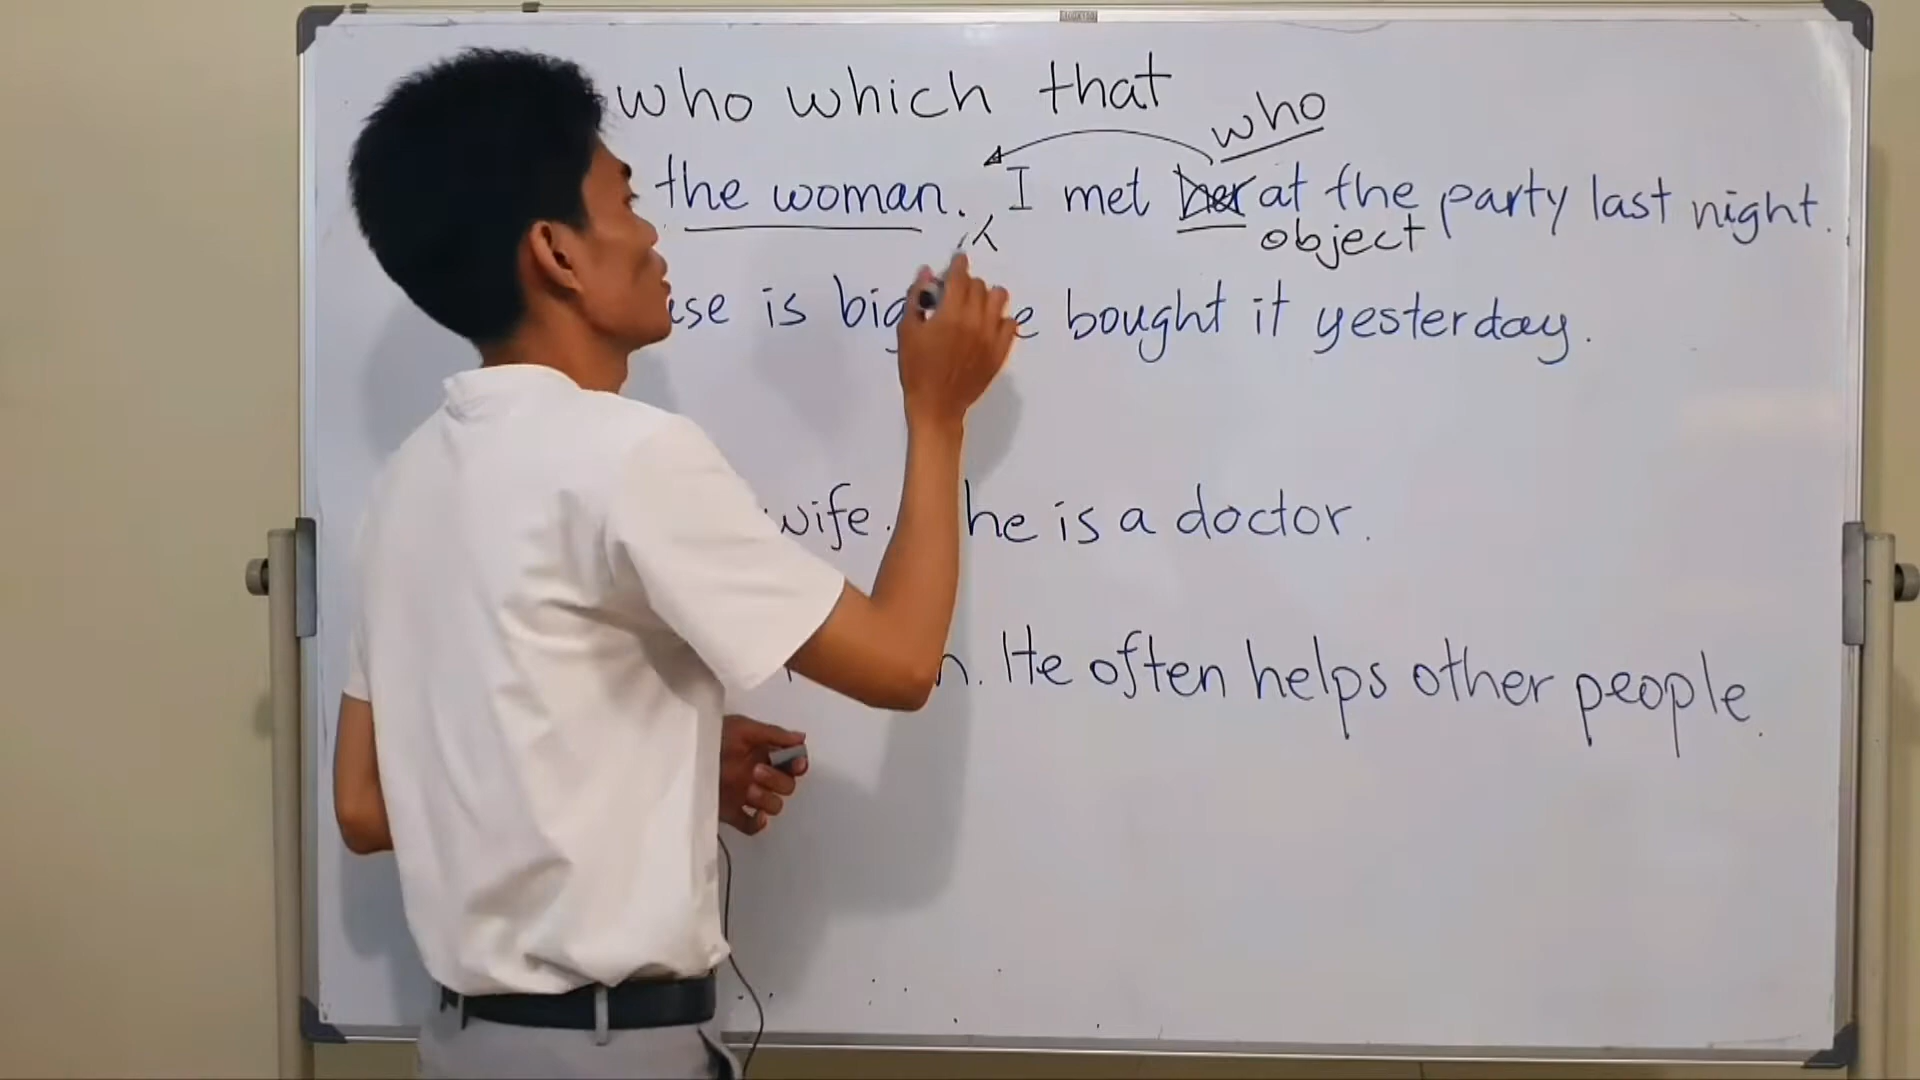 who which that
who
the woman. I met her at the party last night.
object
is big bought it yesterday.
wife. he is a doctor.
He often helps other people.